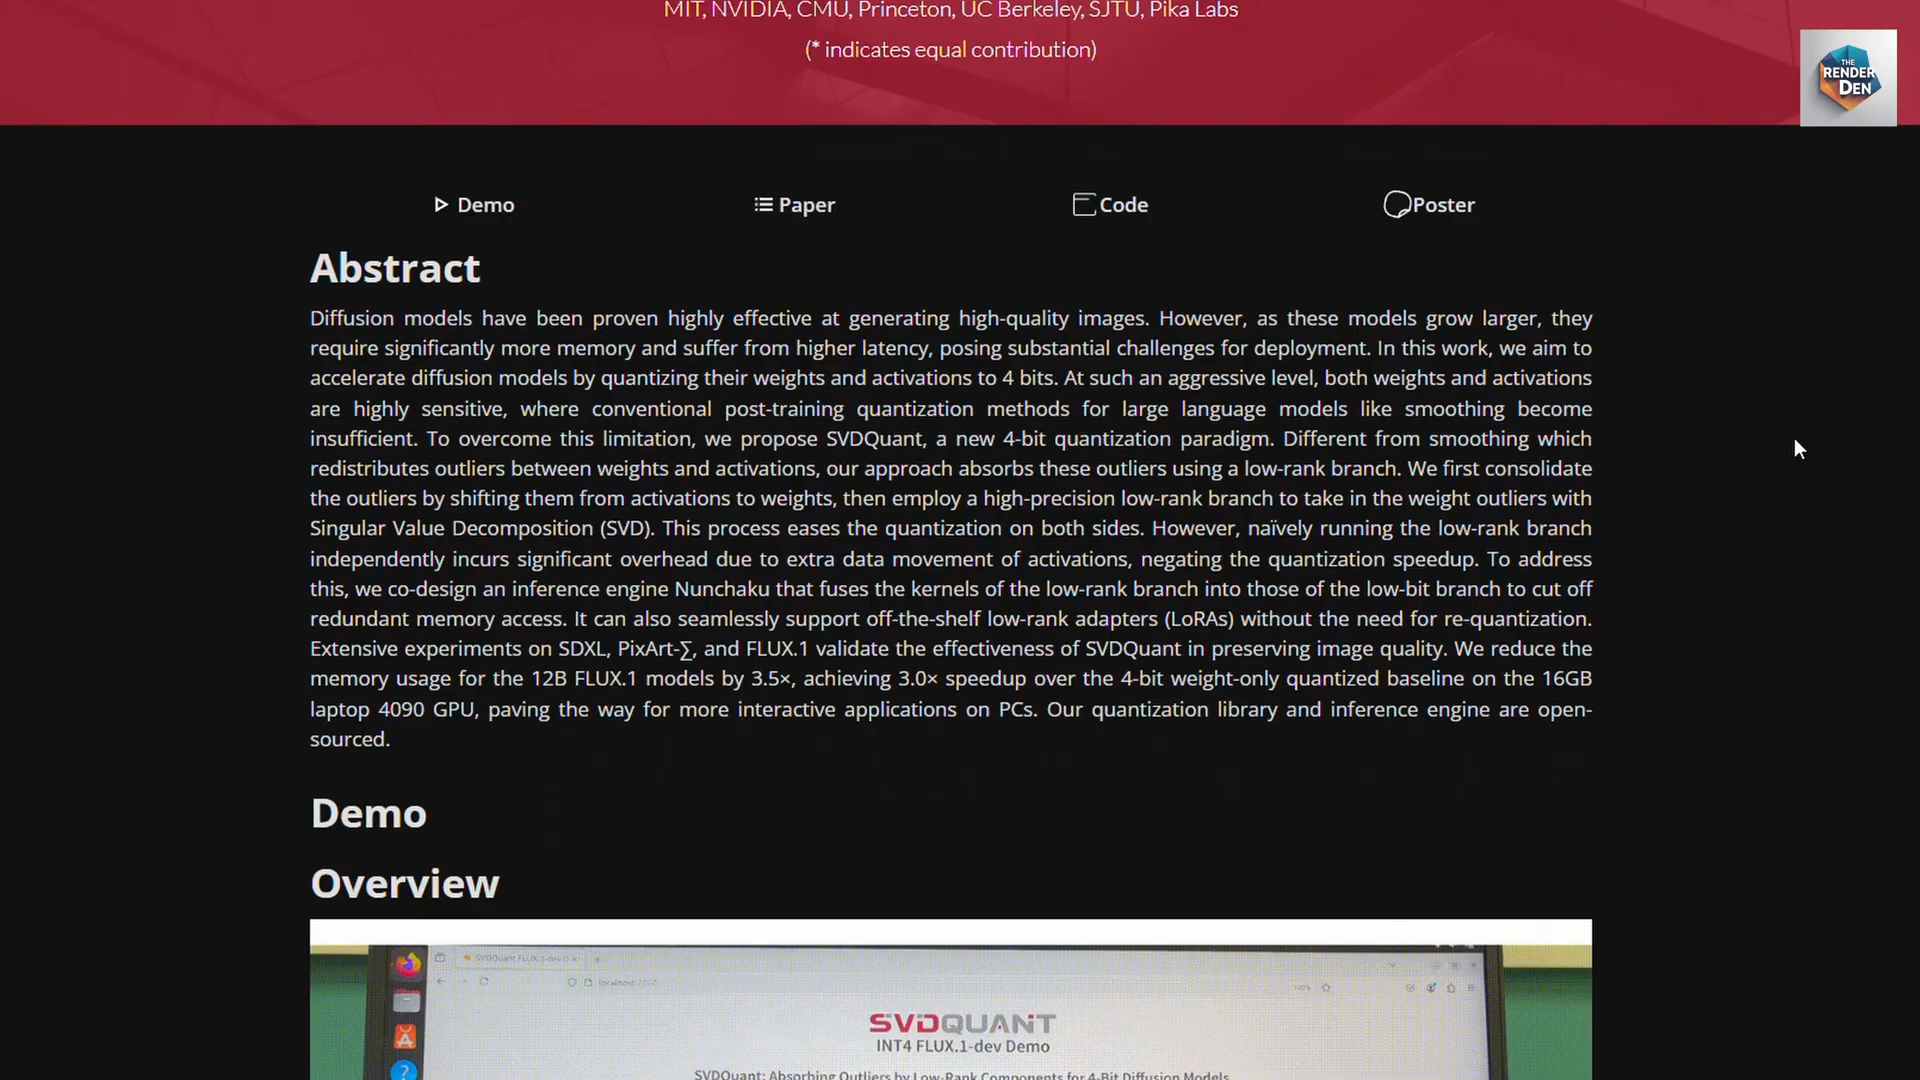 MIT, NVIDIA, CMU, Princeton, UC Berkeley, SJTU, Pika Labs
(* indicates equal contribution)
THE
RENDER
DEN
Demo
Paper
Code
Poster
Abstract
Diffusion models have been proven highly effective at generating high-quality images. However, as these models grow larger, they
require significantly more memory and suffer from higher latency, posing substantial challenges for deployment. In this work, we aim to
accelerate diffusion models by quantizing their weights and activations to 4 bits. At such an aggressive level, both weights and activations
are highly sensitive, where conventional post-training quantization methods for large language models like smoothing become
insufficient. To overcome this limitation, we propose SVDQuant, a new 4-bit quantization paradigm. Different from smoothing which
redistributes outliers between weights and activations, our approach absorbs these outliers using a low-rank branch. We first consolidate
the outliers by shifting them from activations to weights, then employ a high-precision low-rank branch to take in the weight outliers with
Singular Value Decomposition (SVD). This process eases the quantization on both sides. However, naïvely running the low-rank branch
independently incurs significant overhead due to extra data movement of activations, negating the quantization speedup. To address
this, we co-design an inference engine Nunchaku that fuses the kernels of the low-rank branch into those of the low-bit branch to cut off
redundant memory access. It can also seamlessly support off-the-shelf low-rank adapters (LoRAs) without the need for re-quantization.
Extensive experiments on SDXL, PixArt-∑, and FLUX.1 validate the effectiveness of SVDQuant in preserving image quality. We reduce the
memory usage for the 12B FLUX.1 models by 3.5×, achieving 3.0× speedup over the 4-bit weight-only quantized baseline on the 16GB
laptop 4090 GPU, paving the way for more interactive applications on PCs. Our quantization library and inference engine are open-
sourced.
Demo
Overview
SVDQuant FLUX.1-dev D
SVDQUANT
INT4 FLUX.1-dev Demo
SVDQuant: Absorbing Outliers by Low-Rank Components for 4-Bit Diffusion Models